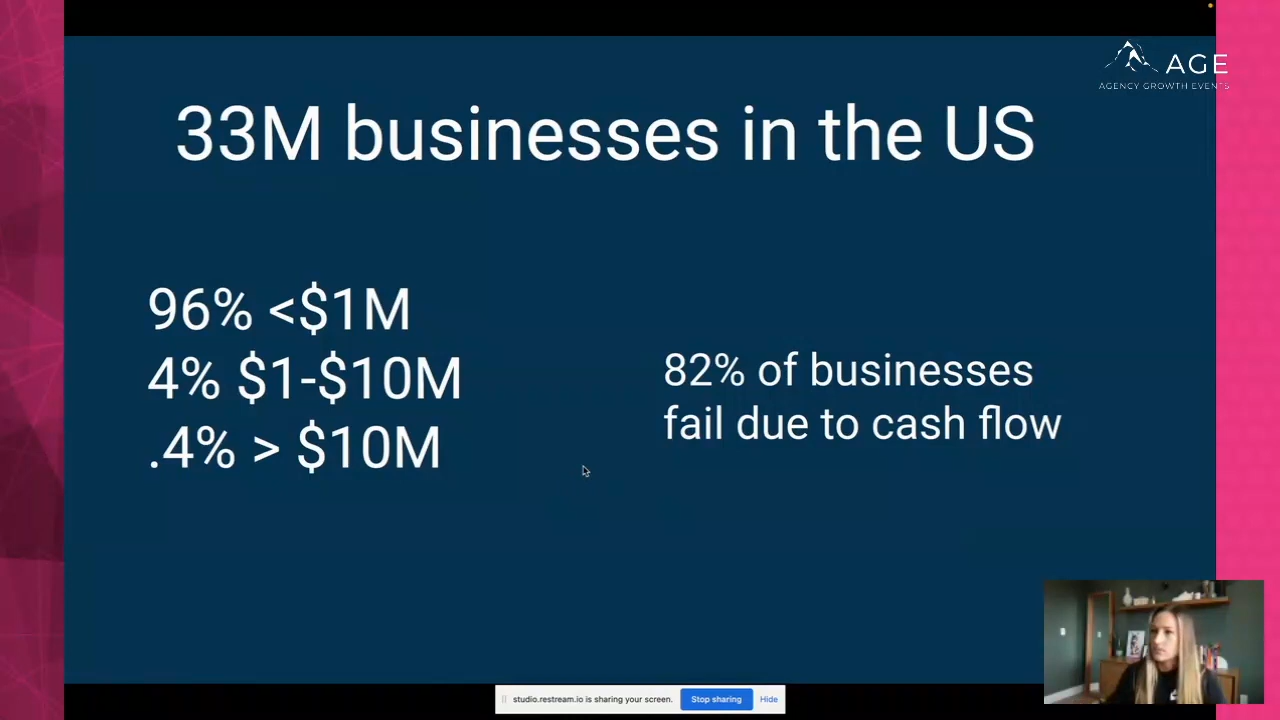 AGE
AGENCY GROWTH EVENTS
33M businesses in the US
96% <$1M
4% $1-$10M
.4% > $10M
82% of businesses
fail due to cash flow
studio.restream.io is sharing your screen. Stop sharing Hide